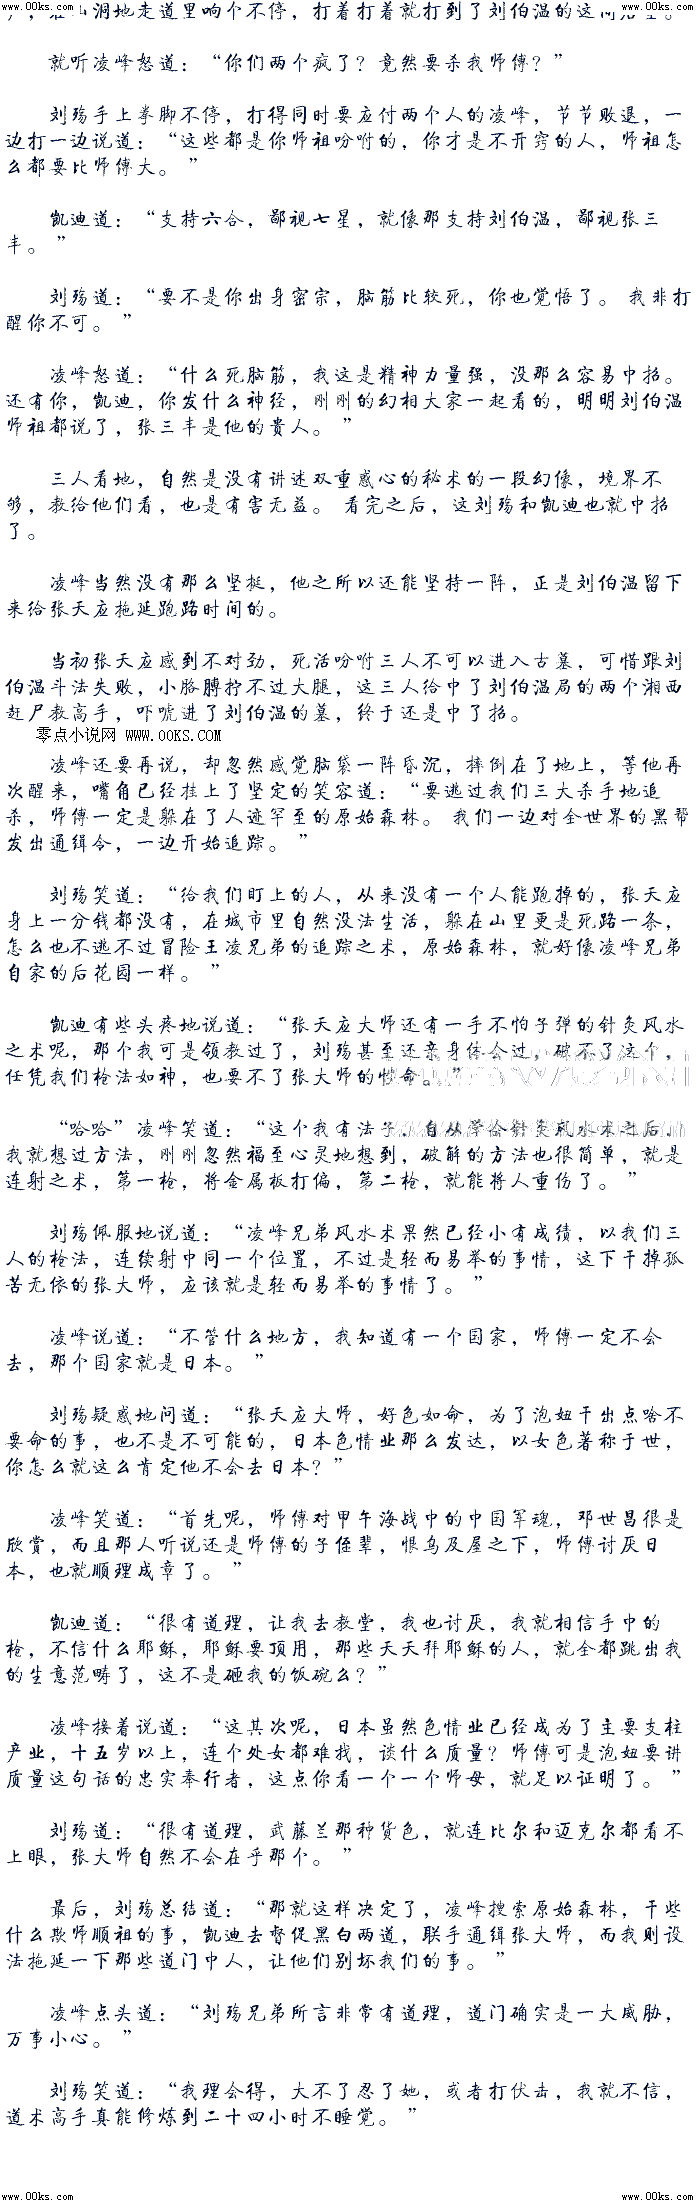 www.00ks.com www.00ks.com
，在山洞地走道里响个不停，打着打着就打到了刘伯温的这间
就听凌峰怒道：“你们两个疯了？竟然要杀我师傅？”
刘殇手上拳脚不停，打得同时要应付两个人的凌峰，节节败退，一
边打一边说道：“这些都是你师祖吩咐的，你才是不开窍的人，师祖怎
么都要比师傅大。”
凯迪道：“支持六合，鄙视七星，就像那支持刘伯温，鄙视张三
丰。”
刘殇道：“要不是你出身密宗，脑筋比较死，你也觉悟了。 我非打
醒你不可。”
凌峰怒道：“什么死脑筋，我这是精神力量强，没那么容易中招。
还有你，凯迪，你发什么神经，刚刚的幻相大家一起看的，明明刘伯温
师祖都说了，张三丰是他的贵人。”
三人看地，自然是没有讲述双重惑心的秘术的一段幻像，境界不
够，教给他们看，也是有害无益。 看完之后，这刘殇和凯迪也就中招
了。
凌峰当然没有那么坚挺，他之所以还能坚持一阵，正是刘伯温留下
来给张天应拖延跑路时间的。
当初张天应感到不对劲，死活吩咐三人不可以进入古墓，可惜跟刘
伯温斗法失败，小胳膊拧不过大腿，这三人给中了刘伯温局的两个湘西
赶尸教高手，吓唬进了刘伯温的墓，终于还是中了招。
零点小说网 www.00KS.COM
凌峰还要再说，却忽然感觉脑袋一阵昏沉，摔倒在了地上，等他再
次醒来，嘴角已经挂上了坚定的笑容道：“要逃过我们三大杀手地追
杀，师傅一定是躲在了人迹罕至的原始森林。 我们一边对全世界的黑帮
发出通缉令，一边开始追踪。”
刘殇笑道：“给我们盯上的人，从来没有一个人能跑掉的，张天应
身上一分钱都没有，在城市里自然没法生活，躲在山里更是死路一条，
怎么也不逃不过冒险王凌兄弟的追踪之术，原始森林，就好像凌峰兄弟
自家的后花园一样。”
凯迪有些头疼地说道：“张天应大师还有一手不怕子弹的针灸风水
之术呢，那个我可是领教过了，刘殇甚至还亲身体会过，破不了这个，
任凭我们枪法如神，也要不了张大师的性命。”
“哈哈”凌峰笑道：“这个我有法子，自从学会针灸风水术之后，
我就想过方法，刚刚忽然福至心灵地想到，破解的方法也很简单，就是
连射之术，第一枪，将金属板打偏，第二枪，就能将人重伤了。”
刘殇佩服地说道：“凌峰兄弟风水术果然已经小有成绩，以我们三
人的枪法，连续射中同一个位置，不过是轻而易举的事情，这下干掉孤
苦无依的张大师，应该就是轻而易举的事情了。”
凌峰说道：“不管什么地方，我知道有一个国家，师傅一定不会
去，那个国家就是日本。”
刘殇疑惑地问道：“张天应大师，好色如命，为了泡妞干出点啥不
要命的事，也不是不可能的，日本色情业那么发达，以女色著称于世，
你怎么就这么肯定他不会去日本？”
凌峰笑道：“首先呢，师傅对甲午海战中的中国军魂，邓世昌很是
欣赏，而且那人听说还是师傅的子侄辈，恨乌及屋之下，师傅讨厌日
本，也就顺理成章了。”
凯迪道：“很有道理，让我去教堂，我也讨厌，我就相信手中的
枪，不信什么耶稣，耶稣要顶用，那些天天拜耶稣的人，就全都跳出我
的生意范畴了，这不是砸我的饭碗么？”
凌峰接着说道：“这其次呢，日本虽然色情业已经成为了主要支柱
产业，十五岁以上，连个处女都难找，谈什么质量？师傅可是泡妞要讲
质量这句话的忠实奉行者，这点你看一个一个师母，就足以证明了。”
刘殇道：“很有道理，武藤兰那种货色，就连比尔和迈克尔都看不
上眼，张大师自然不会在乎那个。”
最后，刘殇总结道：“那就这样决定了，凌峰搜索原始森林，干些
什么欺师顺祖的事，凯迪去督促黑白两道，联手通缉张大师，而我则设
法拖延一下那些道门中人，让他们别坏我们的事。”
凌峰点头道：“刘殇兄弟所言非常有道理，道门确实是一大威胁，
万事小心。”
刘殇笑道：“我理会得，大不了忍了她，或者打伏击，我就不信，
道术高手真能修炼到二十四小时不睡觉。”
www.00ks.com www.00ks.com